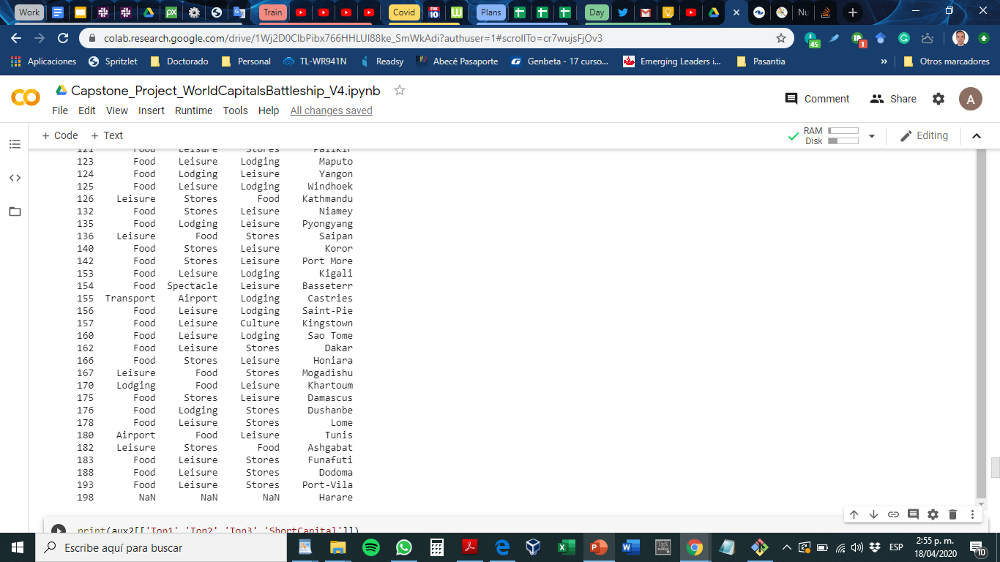 Work Train Covid Plans Day Nu
colab.research.google.com/drive/1Wj2D0ClbPibx766HHLUl88ke_SmWkAdi?authuser=1#scrollTo=cr7wujsFjOv3 45 1
Aplicaciones Spritzlet Doctorado Personal TL-WR941N Readsy Abecé Pasaporte Genbeta - 17 curso... Emerging Leaders i... Pasantia » Otros marcadores
Capstone_Project_WorldCapitalsBattleship_V4.ipynb
Comment Share A
File Edit View Insert Runtime Tools Help All changes saved
+ Code + Text RAM Disk Editing
121 Food Leisure Stores Palikir
123 Food Leisure Lodging Maputo
124 Food Lodging Leisure Yangon
125 Food Leisure Lodging Windhoek
126 Leisure Stores Food Kathmandu
132 Food Stores Leisure Niamey
135 Food Lodging Leisure Pyongyang
136 Leisure Food Stores Saipan
140 Food Stores Leisure Koror
142 Food Stores Leisure Port More
153 Food Leisure Lodging Kigali
154 Food Spectacle Leisure Basseterr
155 Transport Airport Lodging Castries
156 Food Leisure Lodging Saint-Pie
157 Food Leisure Culture Kingstown
160 Food Leisure Lodging Sao Tome
162 Food Leisure Stores Dakar
166 Food Stores Leisure Honiara
167 Leisure Food Stores Mogadishu
170 Lodging Food Leisure Khartoum
175 Food Stores Leisure Damascus
176 Food Lodging Stores Dushanbe
178 Food Leisure Stores Lome
180 Airport Food Leisure Tunis
182 Leisure Stores Food Ashgabat
183 Food Leisure Stores Funafuti
188 Food Leisure Stores Dodoma
193 Food Leisure Stores Port-Vila
198 NaN NaN NaN Harare
print(aux2[['Top1','Top2','Top3','ShortCapital']])
Escribe aquí para buscar ESP 2:55 p. m.
18/04/2020 10